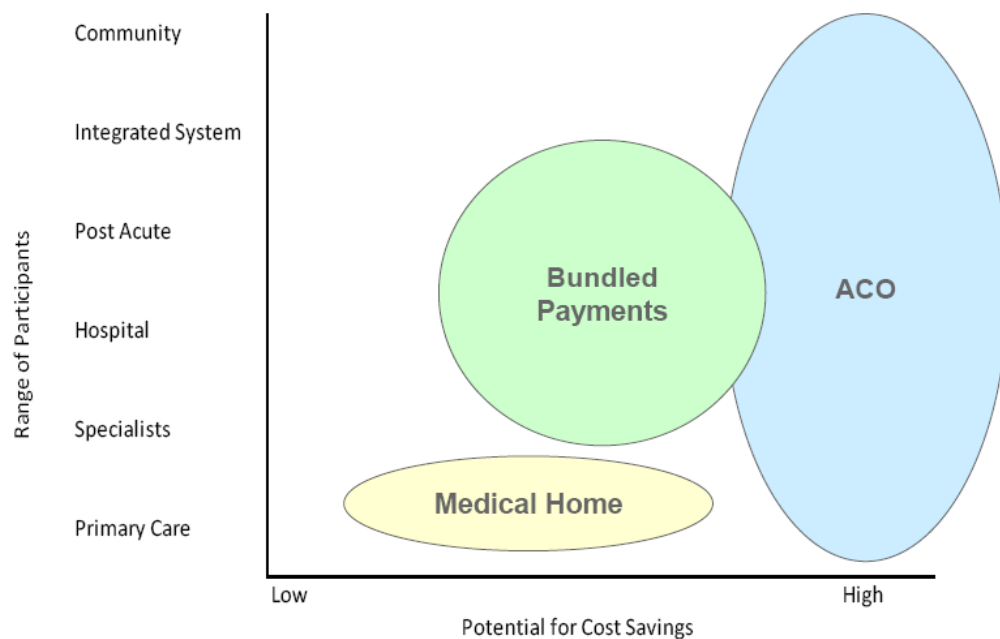 Community
Integrated System
Post Acute
Hospital
Specialists
Primary Care
Range of Participants
Bundled
Payments
ACO
Medical Home
Low
High
Potential for Cost Savings